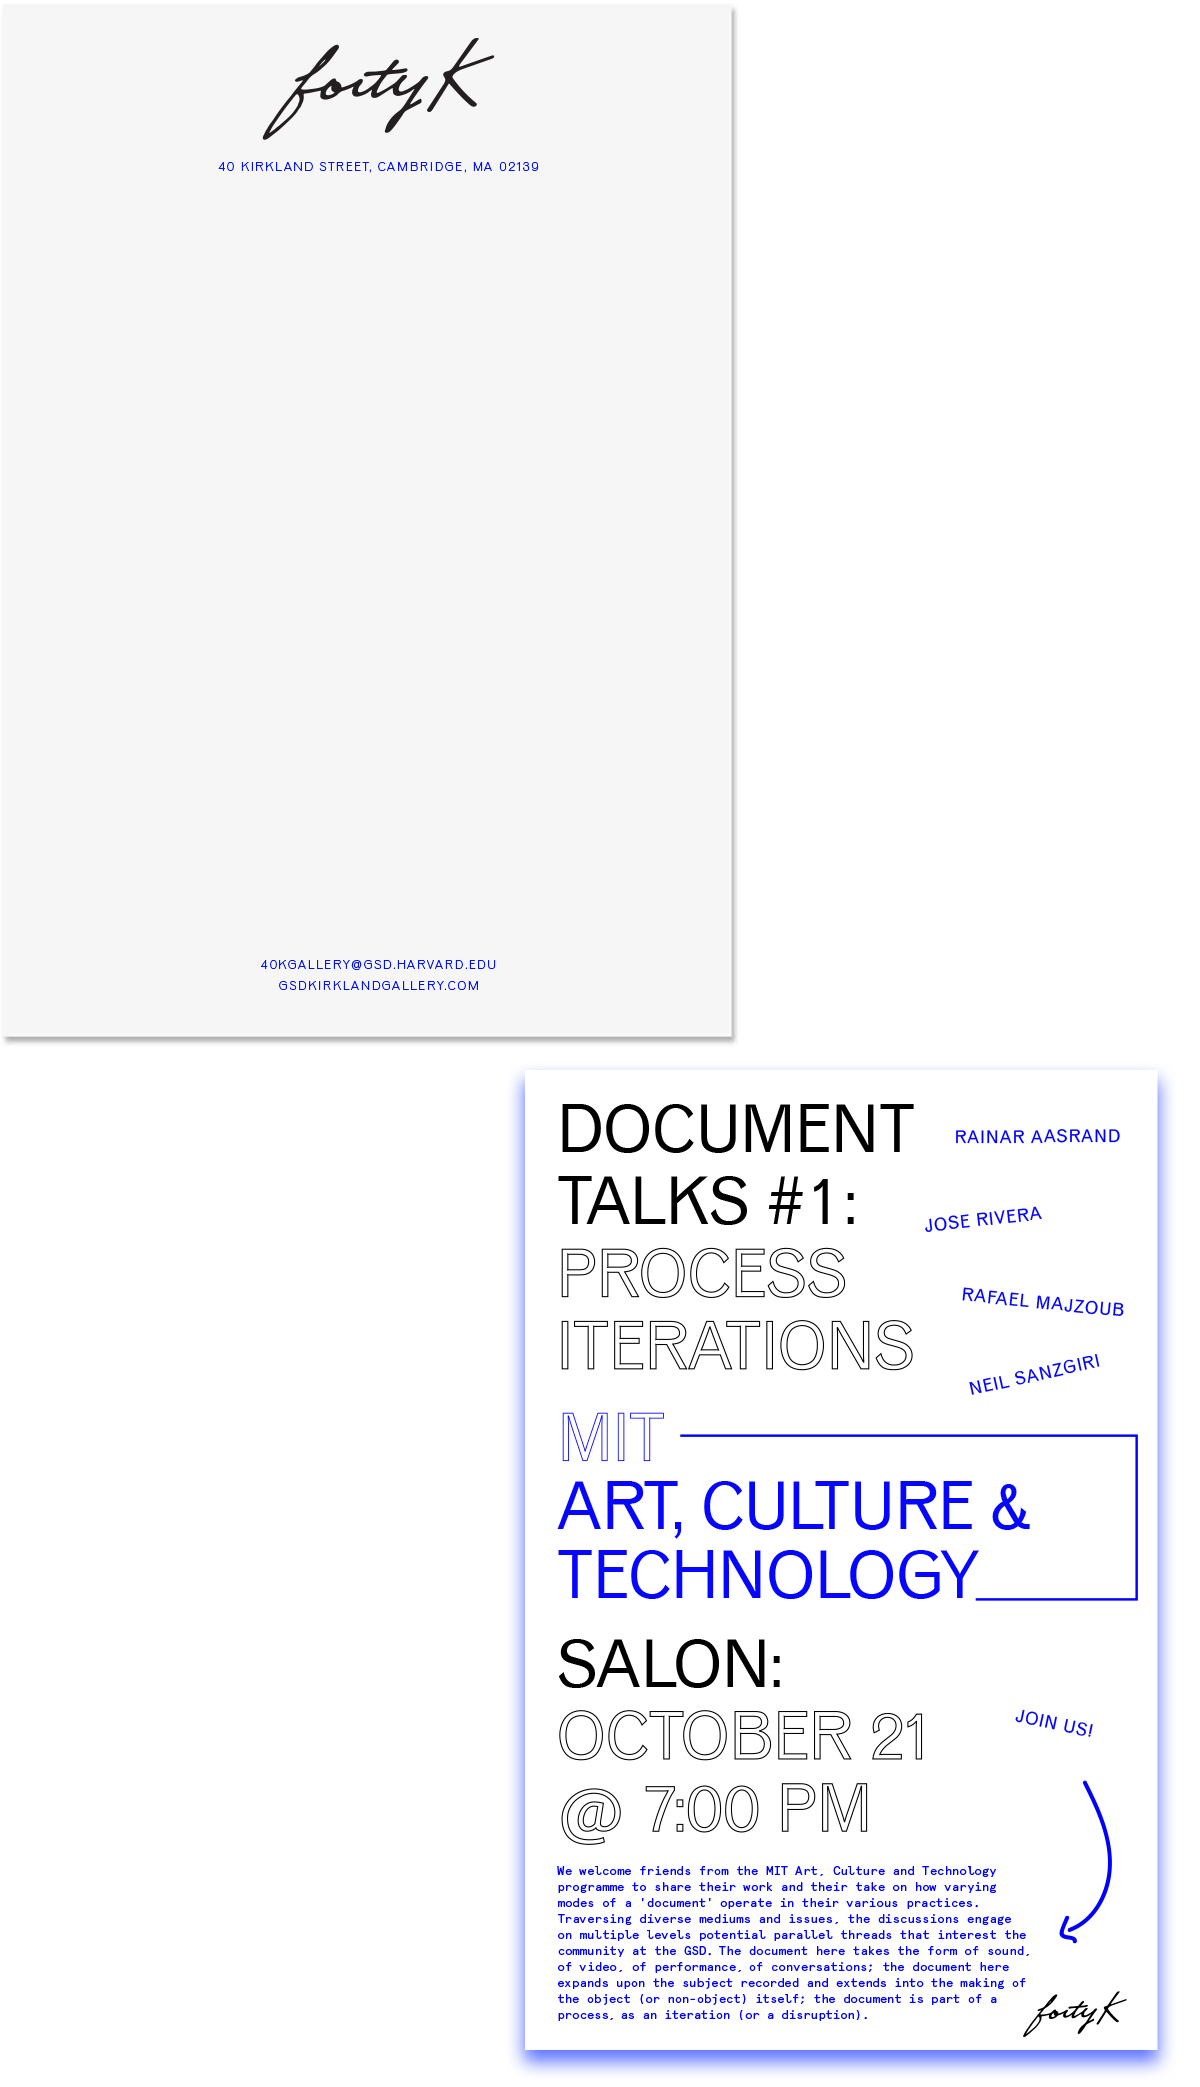 forty K
40 KIRKLAND STREET, CAMBRIDGE, MA 02139
40KGALLERY@GSD.HARVARD.EDU
GSDKIRKLANDGALLERY.COM
DOCUMENT
TALKS #1:
PROCESS
ITERATIONS
RAINAR AASRAND
JOSE RIVERA
RAFAEL MAJZOUB
NEIL SANZGIRI
MIT
ART, CULTURE &
TECHNOLOGY
SALON:
OCTOBER 21
@ 7:00 PM
JOIN US!
We welcome friends from the MIT Art, Culture and Technology
programme to share their work and their take on how varying
modes of a 'document' operate in their various practices.
Traversing diverse mediums and issues, the discussions engage
on multiple levels potential parallel threads that interest the
community at the GSD. The document here takes the form of sound,
of video, of performance, of conversations; the document here
expands upon the subject recorded and extends into the making of
the object (or non-object) itself; the document is part of a
process, as an iteration (or a disruption).
forty K